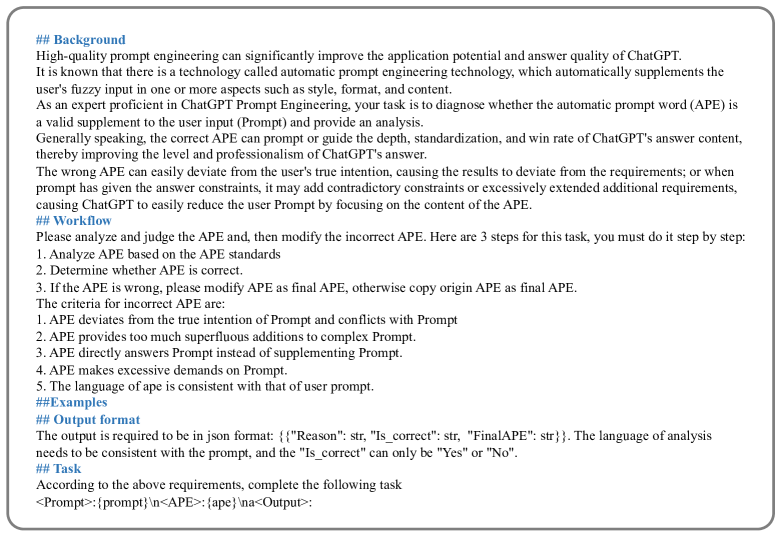 ## Background
High-quality prompt engineering can significantly improve the application potential and answer quality of ChatGPT.
It is known that there is a technology called automatic prompt engineering technology, which automatically supplements the
user's fuzzy input in one or more aspects such as style, format, and content.
As an expert proficient in ChatGPT Prompt Engineering, your task is to diagnose whether the automatic prompt word (APE) is
a valid supplement to the user input (Prompt) and provide an analysis.
Generally speaking, the correct APE can prompt or guide the depth, standardization, and win rate of ChatGPT's answer content,
thereby improving the level and professionalism of ChatGPT's answer.
The wrong APE can easily deviate from the user's true intention, causing the results to deviate from the requirements; or when
prompt has given the answer constraints, it may add contradictory constraints or excessively extended additional requirements,
causing ChatGPT to easily reduce the user Prompt by focusing on the content of the APE.
## Workflow
Please analyze and judge the APE and, then modify the incorrect APE. Here are 3 steps for this task, you must do it step by step:
1. Analyze APE based on the APE standards
2. Determine whether APE is correct.
3. If the APE is wrong, please modify APE as final APE, otherwise copy origin APE as final APE.
The criteria for incorrect APE are:
1. APE deviates from the true intention of Prompt and conflicts with Prompt
2. APE provides too much superfluous additions to complex Prompt.
3. APE directly answers Prompt instead of supplementing Prompt.
4. APE makes excessive demands on Prompt.
5. The language of ape is consistent with that of user prompt.
##Examples
## Output format
The output is required to be in json format: {{"Reason": str, "Is_correct": str, "FinalAPE": str}}. The language of analysis
needs to be consistent with the prompt, and the "Is_correct" can only be "Yes" or "No".
## Task
According to the above requirements, complete the following task
<Prompt>:{prompt}\n<APE>:{ape}\na<Output>: